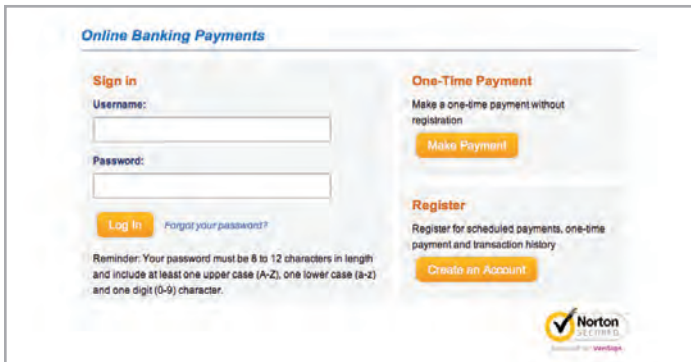 Online Banking Payments
Sign in
Username:
Password:
Log In
Forgot your password?
Reminder: Your password must be 8 to 12 characters in length
and include at least one upper case (A-Z), one lower case (a-z)
and one digit (0-9) character.
One-Time Payment
Make a one-time payment without
registration
Make Payment
Register
Register for scheduled payments, one-time
payment and transaction history
Create an Account
Norton
SECURED
powered by VeriSign